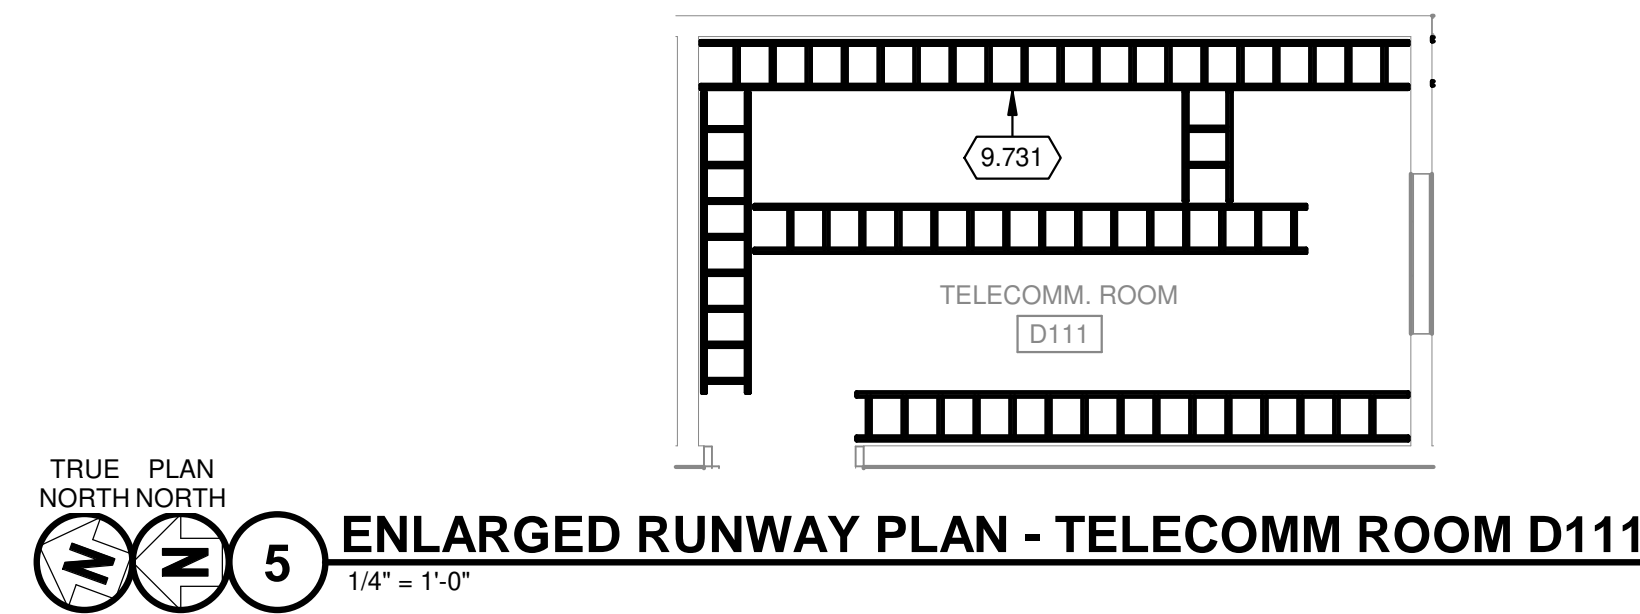 9.731
TELECOMM. ROOM
D111
TRUE NORTH
PLAN NORTH
N
N
5
ENLARGED RUNWAY PLAN - TELECOMM ROOM D111
1/4" = 1'-0"